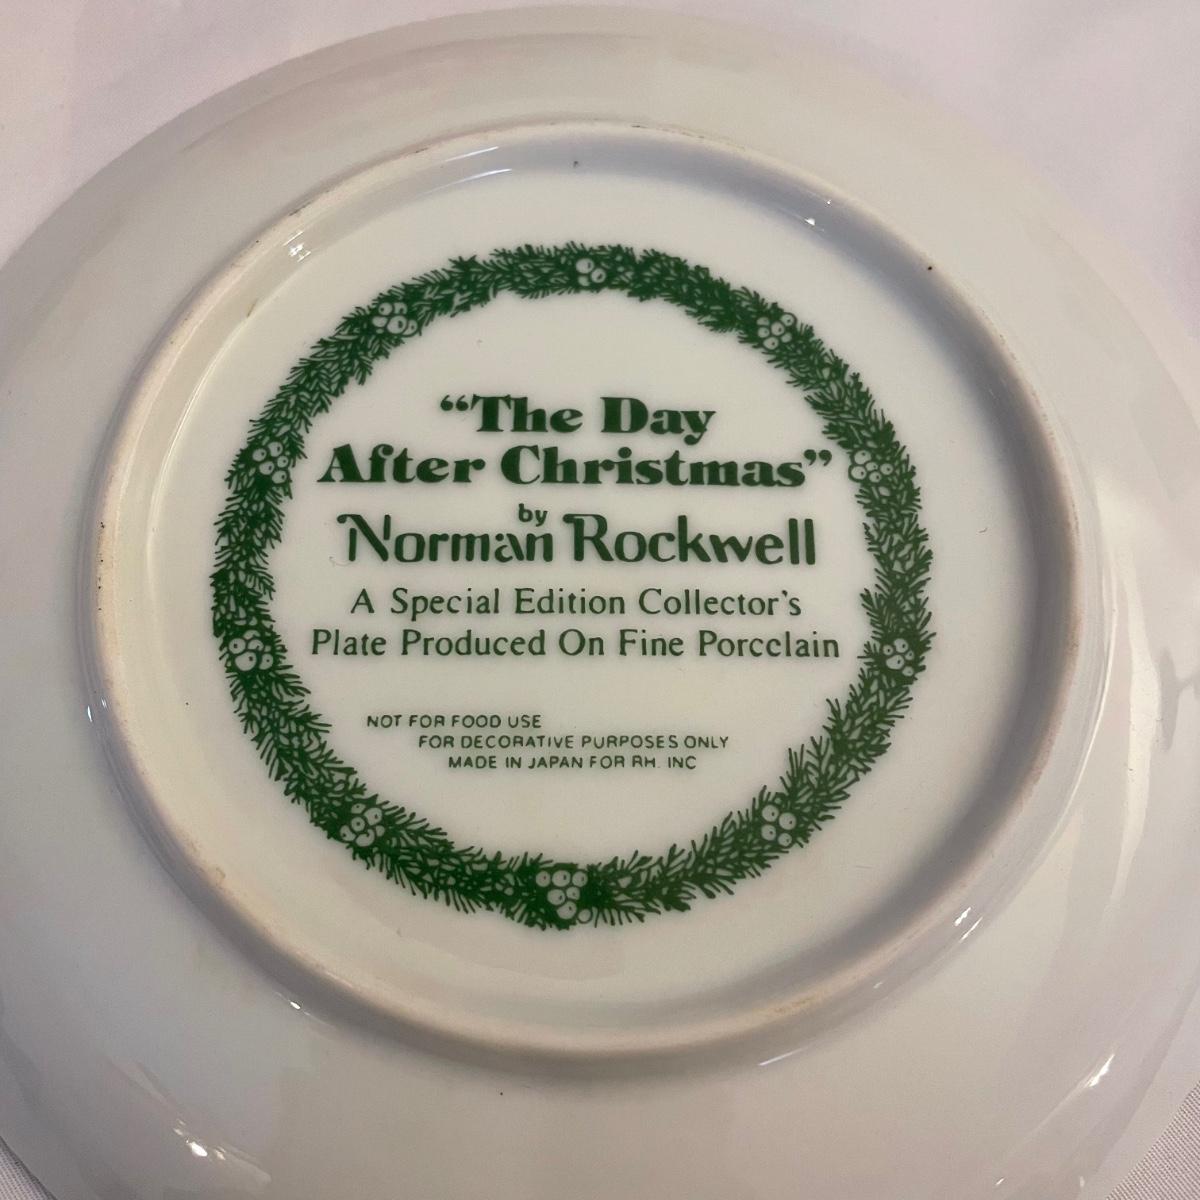 “The Day
After Christmas”
by
Norman Rockwell
A Special Edition Collector's
Plate Produced On Fine Porcelain
NOT FOR FOOD USE
FOR DECORATIVE PURPOSES ONLY
MADE IN JAPAN FOR RH. INC